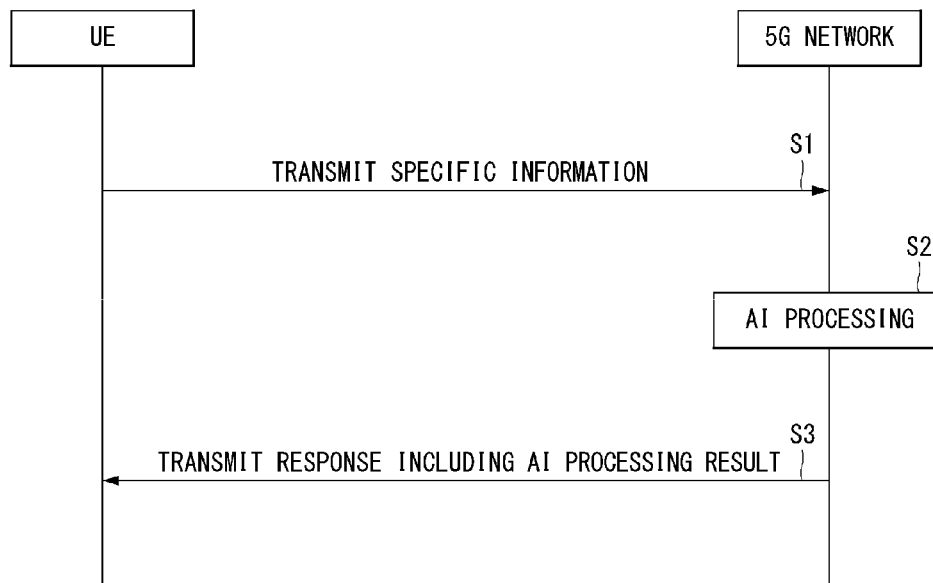 UE
5G NETWORK
S1
TRANSMIT SPECIFIC INFORMATION
S2
AI PROCESSING
S3
TRANSMIT RESPONSE INCLUDING AI PROCESSING RESULT